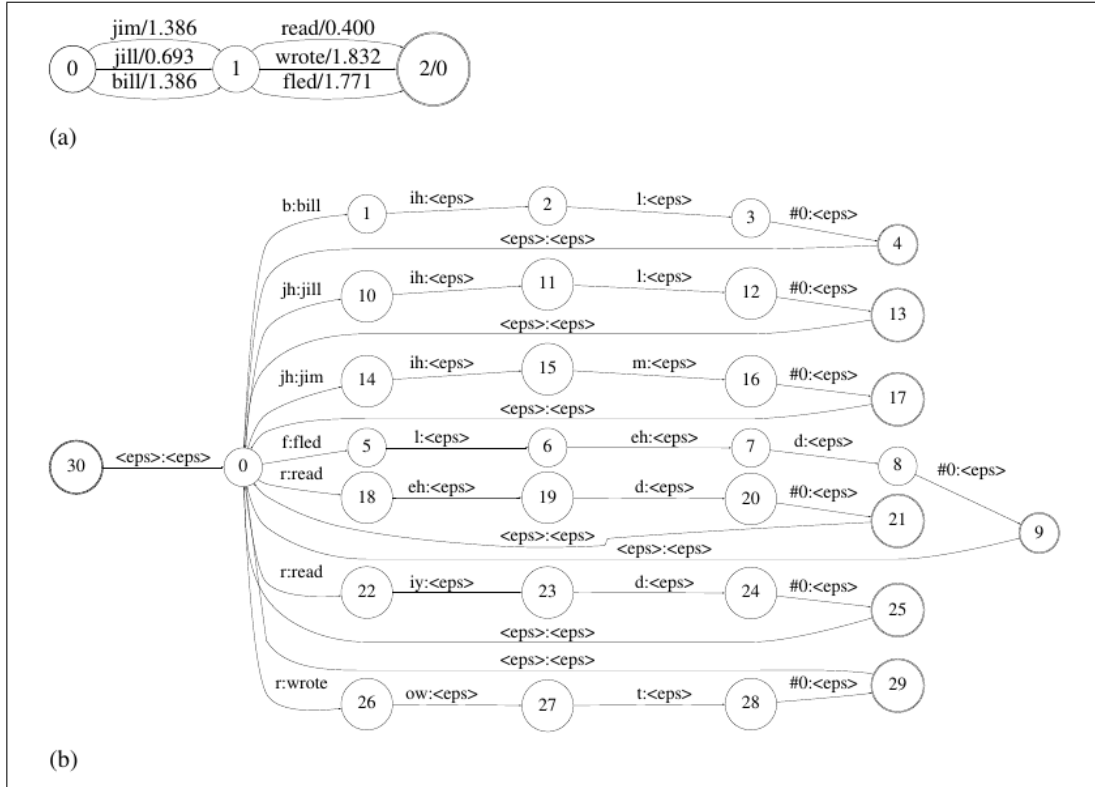 jim/1.386 read/0.400
0 jill/0.693 1 wrote/1.832 2/0
bill/1.386 fled/1.771
(a)
b:bill 1 ih:<eps> 2 l:<eps> 3 #0:<eps> 4
<eps>:<eps>
jh:jill 10 ih:<eps> 11 l:<eps> 12 #0:<eps> 13
<eps>:<eps>
jh:jim 14 ih:<eps> 15 m:<eps> 16 #0:<eps> 17
<eps>:<eps>
f:fled 5 l:<eps> 6 eh:<eps> 7 d:<eps> 8 #0:<eps>
30 <eps>:<eps> 0
r:read 18 eh:<eps> 19 d:<eps> 20 #0:<eps> 21
<eps>:<eps> 9
<eps>:<eps>
r:read 22 iy:<eps> 23 d:<eps> 24 #0:<eps> 25
<eps>:<eps>
<eps>:<eps>
r:wrote 26 ow:<eps> 27 t:<eps> 28 #0:<eps> 29
(b)